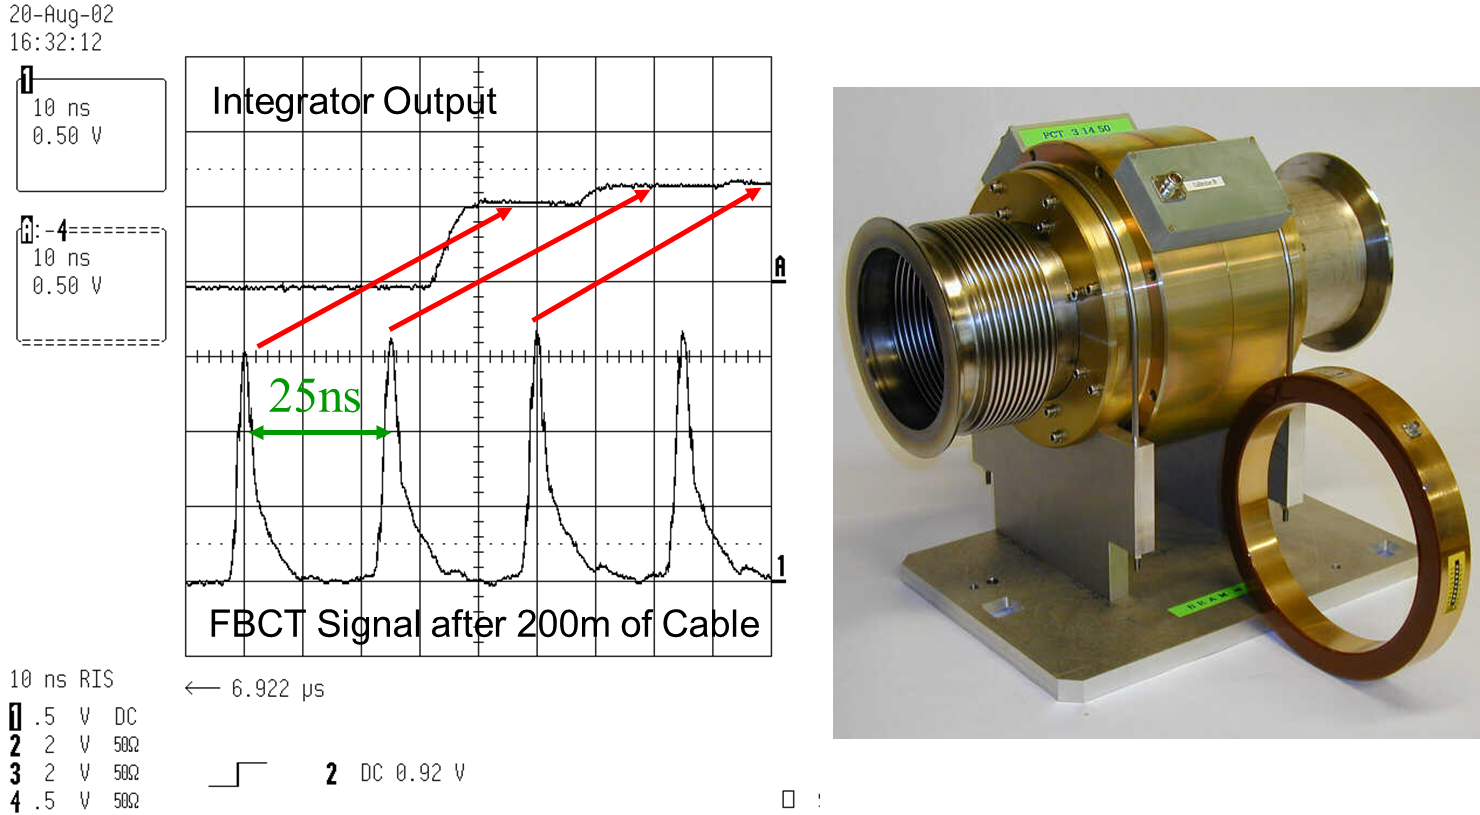 20-Aug-02
16:32:12
1
10 ns
0.50 V
A:-4
10 ns
0.50 V
Integrator Output
A
25ns
1
FBCT Signal after 200m of Cable
10 ns RIS
← 6.922 µs
1 .5 V DC
2 2 V 50Ω
3 2 V 50Ω
4 .5 V 50Ω
2 DC 0.92 V
3.14.50
BEAM